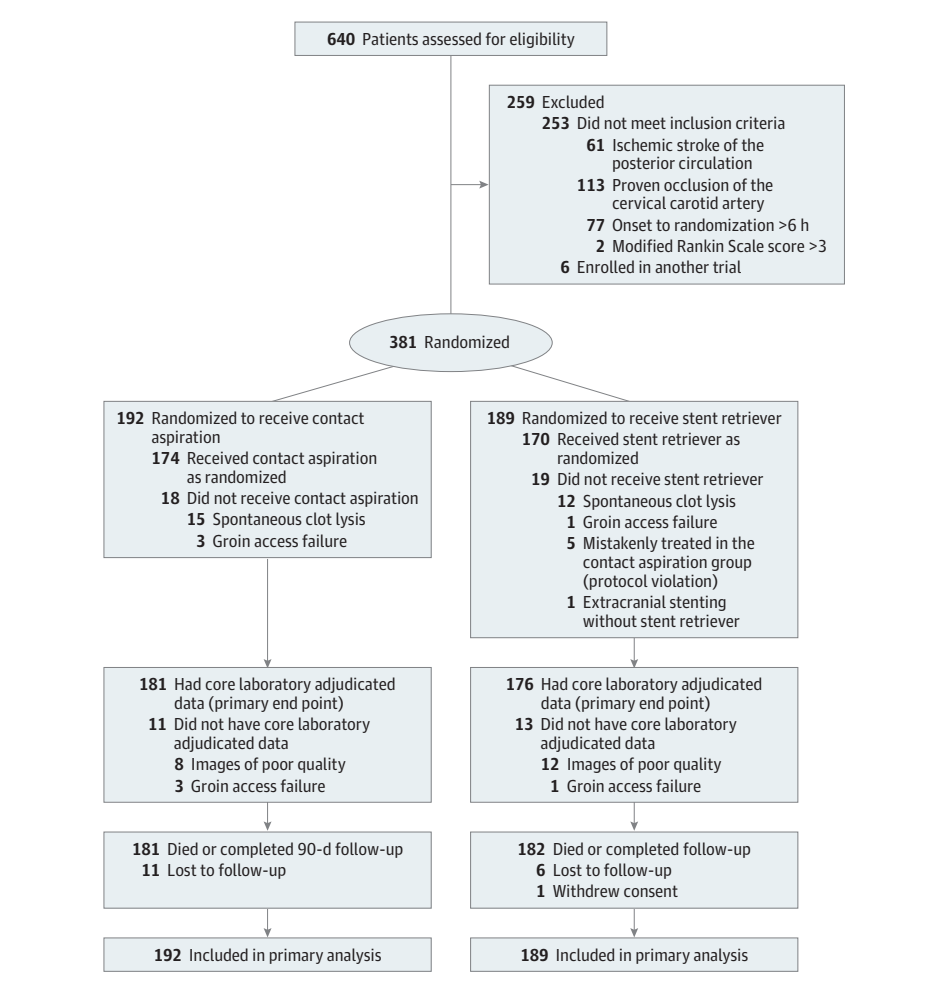 640 Patients assessed for eligibility
259 Excluded
253 Did not meet inclusion criteria
61 Ischemic stroke of the
posterior circulation
113 Proven occlusion of the
cervical carotid artery
77 Onset to randomization >6 h
2 Modified Rankin Scale score >3
6 Enrolled in another trial
381 Randomized
192 Randomized to receive contact
aspiration
174 Received contact aspiration
as randomized
18 Did not receive contact aspiration
15 Spontaneous clot lysis
3 Groin access failure
189 Randomized to receive stent retriever
170 Received stent retriever as
randomized
19 Did not receive stent retriever
12 Spontaneous clot lysis
1 Groin access failure
5 Mistakenly treated in the
contact aspiration group
(protocol violation)
1 Extracranial stenting
without stent retriever
181 Had core laboratory adjudicated
data (primary end point)
11 Did not have core laboratory
adjudicated data
8 Images of poor quality
3 Groin access failure
176 Had core laboratory adjudicated
data (primary end point)
13 Did not have core laboratory
adjudicated data
12 Images of poor quality
1 Groin access failure
181 Died or completed 90-d follow-up
11 Lost to follow-up
182 Died or completed follow-up
6 Lost to follow-up
1 Withdrew consent
192 Included in primary analysis
189 Included in primary analysis